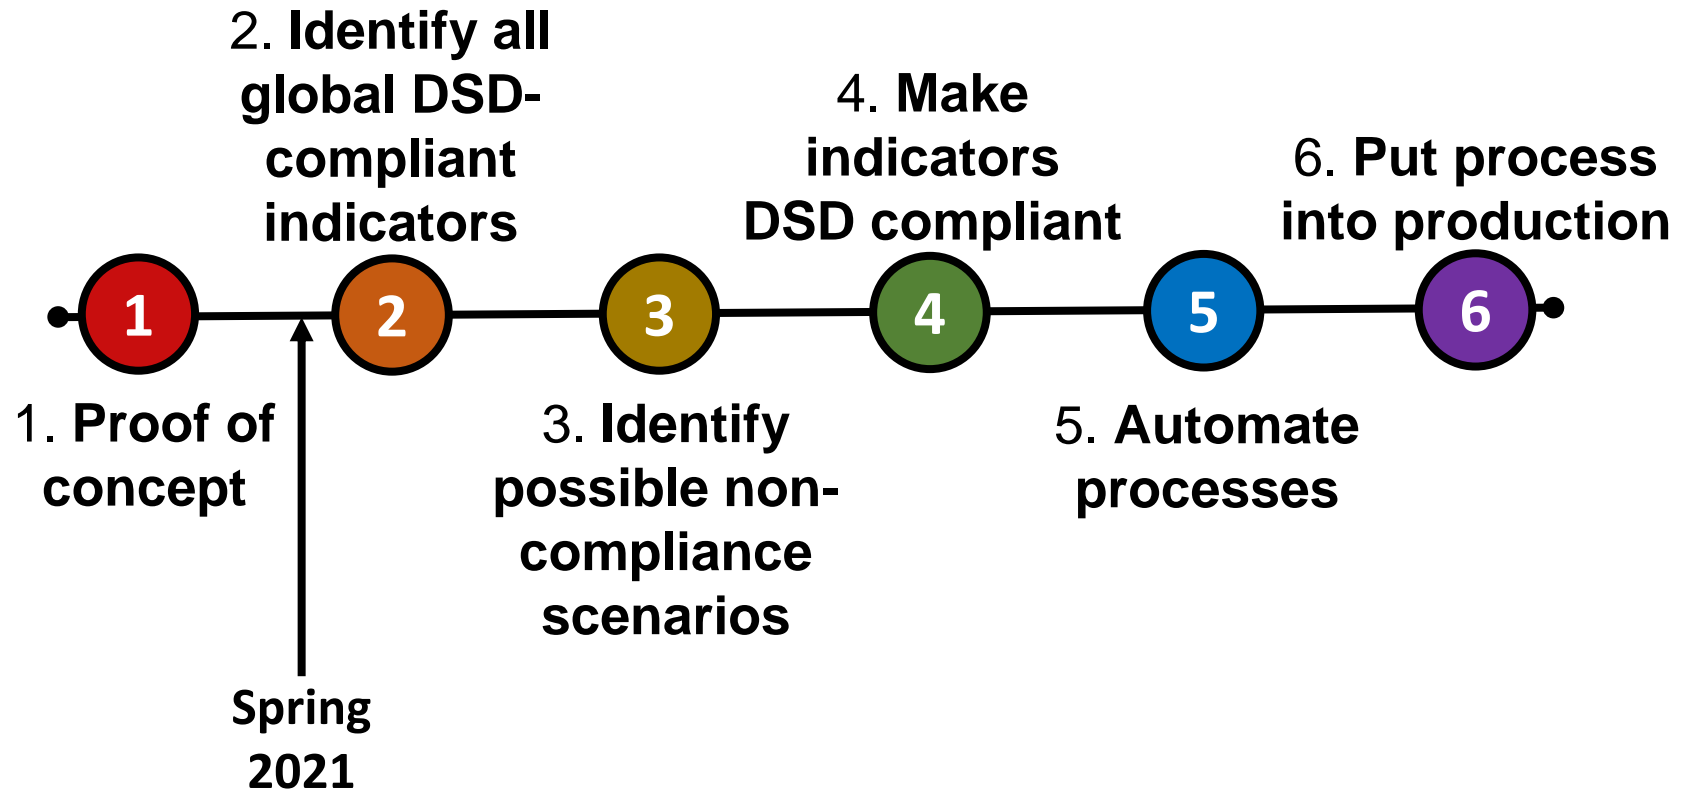 2. Identify all
global DSD-
compliant
indicators
4. Make
indicators
DSD compliant
6. Put process
into production
1
2
3
4
5
6
1. Proof of
concept
3. Identify
possible non-
compliance
scenarios
5. Automate
processes
Spring
2021